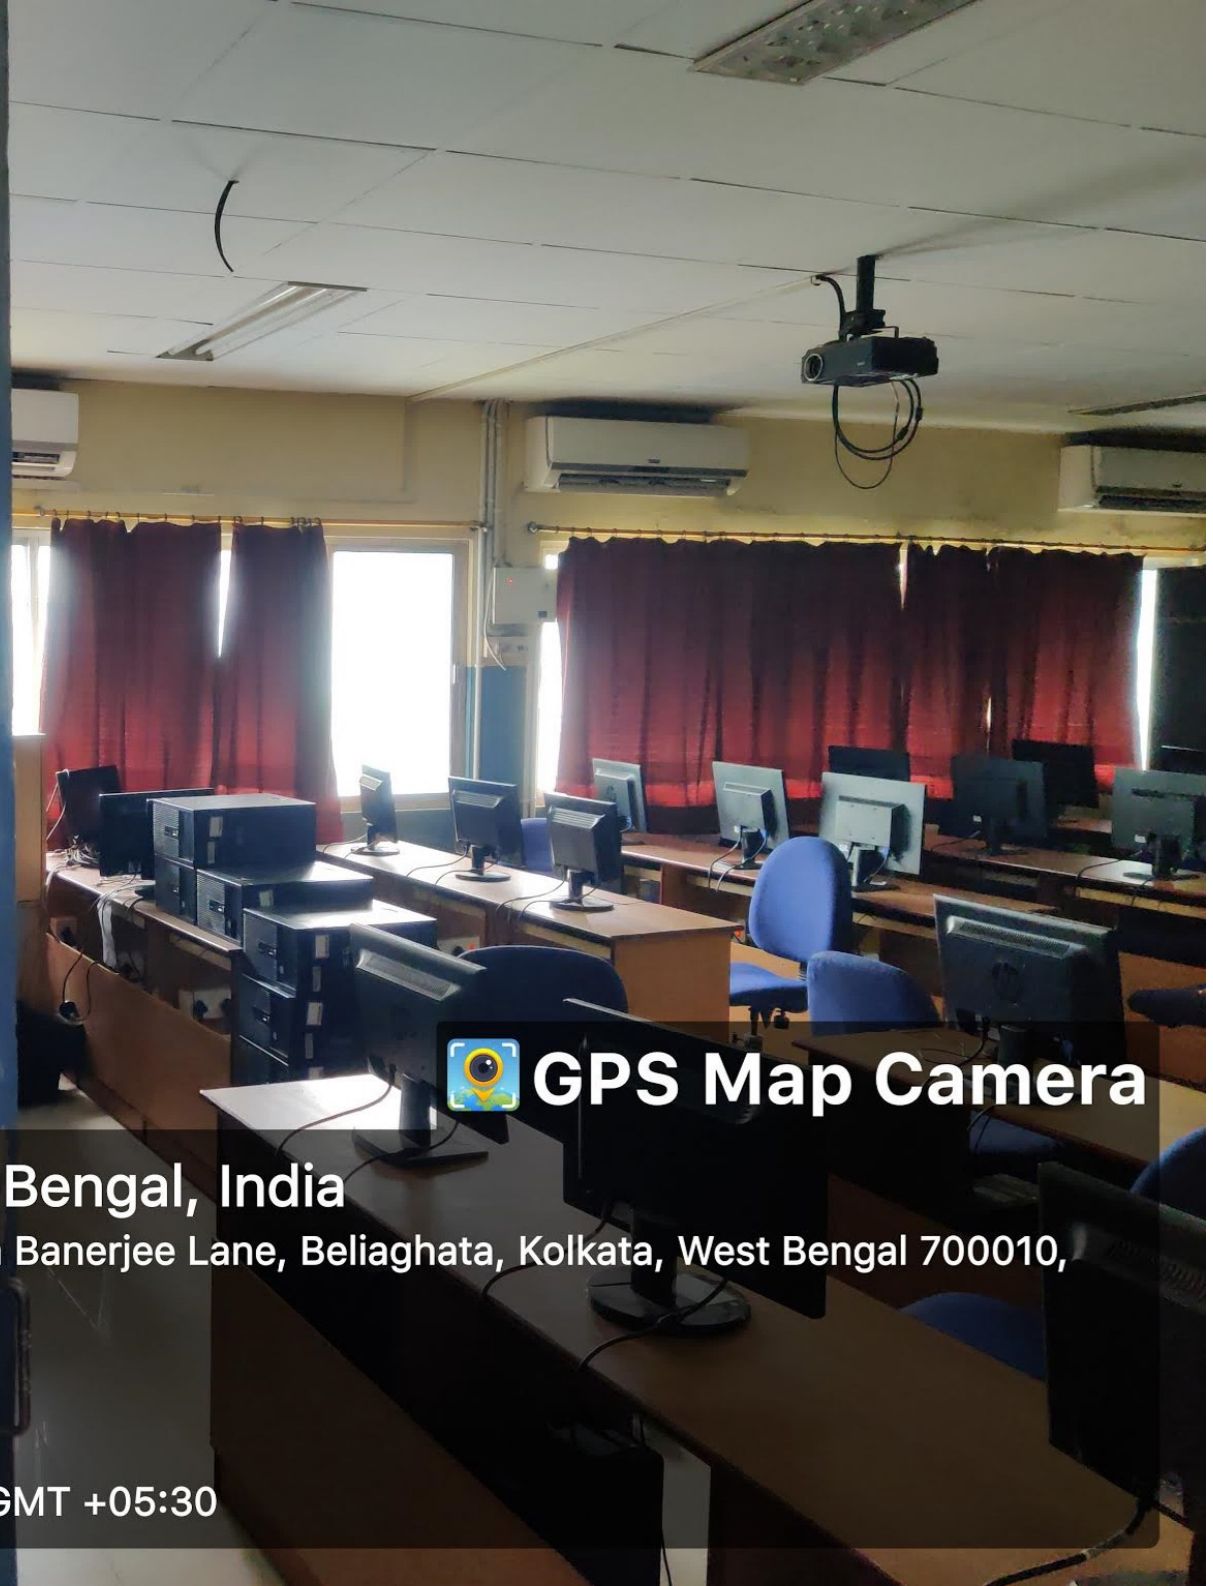 GPS Map Camera
Bengal, India
Banerjee Lane, Beliaghata, Kolkata, West Bengal 700010,
GMT +05:30